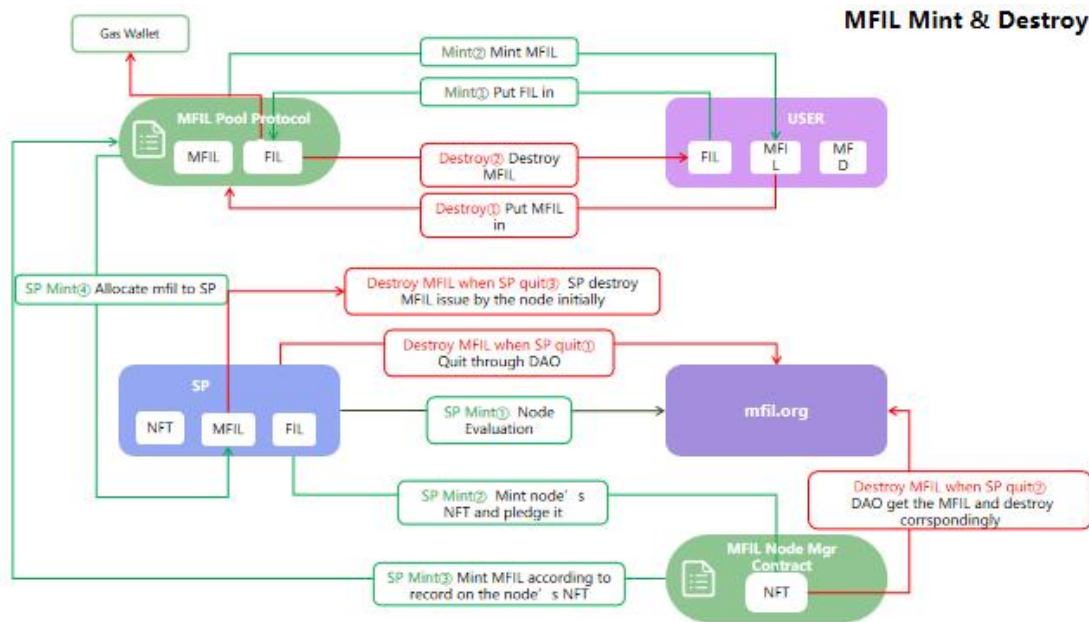 MFIL Mint & Destroy
Gas Wallet
Mint② Mint MFIL
Mint① Put FIL in
MFIL Pool Protocol
MFIL
FIL
USER
FIL
MFI
L
MF
D
Destroy② Destroy
MFIL
Destroy① Put MFIL
in
SP Mint④ Allocate mfil to SP
Destroy MFIL when SP quit③ SP destroy
MFIL issue by the node initially
Destroy MFIL when SP quit①
Quit through DAO
SP
NFT
MFIL
FIL
SP Mint① Node
Evaluation
mfil.org
SP Mint② Mint node's
NFT and pledge it
Destroy MFIL when SP quit②
DAO get the MFIL and destroy
corrspondingly
MFIL Node Mgr
Contract
NFT
SP Mint③ Mint MFIL according to
record on the node's NFT